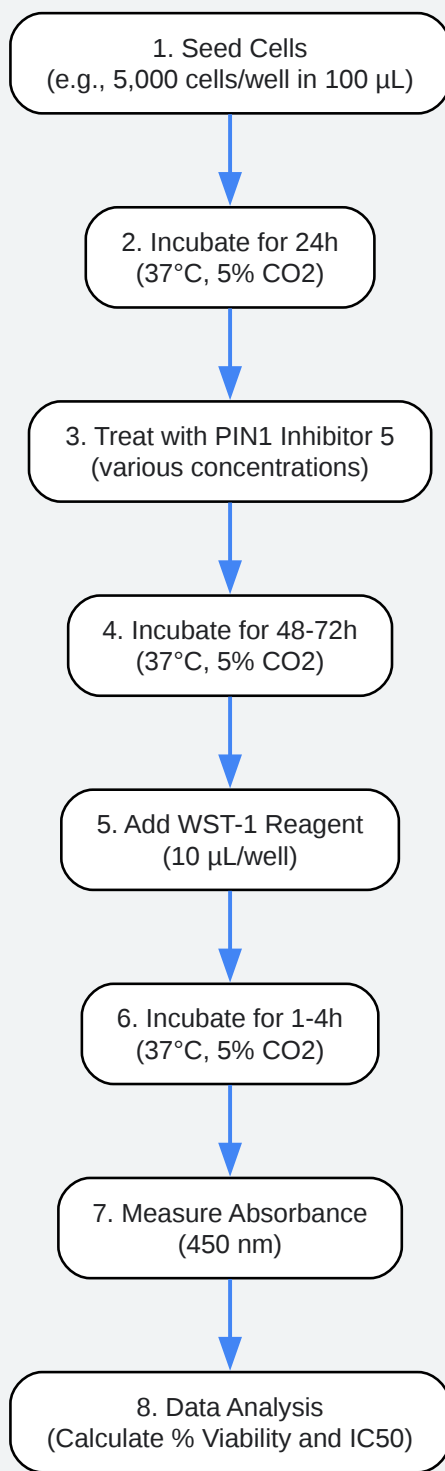 1. Seed Cells
(e.g., 5,000 cells/well in 100 µL)
2. Incubate for 24h
(37°C, 5% CO2)
3. Treat with PIN1 Inhibitor 5
(various concentrations)
4. Incubate for 48-72h
(37°C, 5% CO2)
5. Add WST-1 Reagent
(10 µL/well)
6. Incubate for 1-4h
(37°C, 5% CO2)
7. Measure Absorbance
(450 nm)
8. Data Analysis
(Calculate % Viability and IC50)